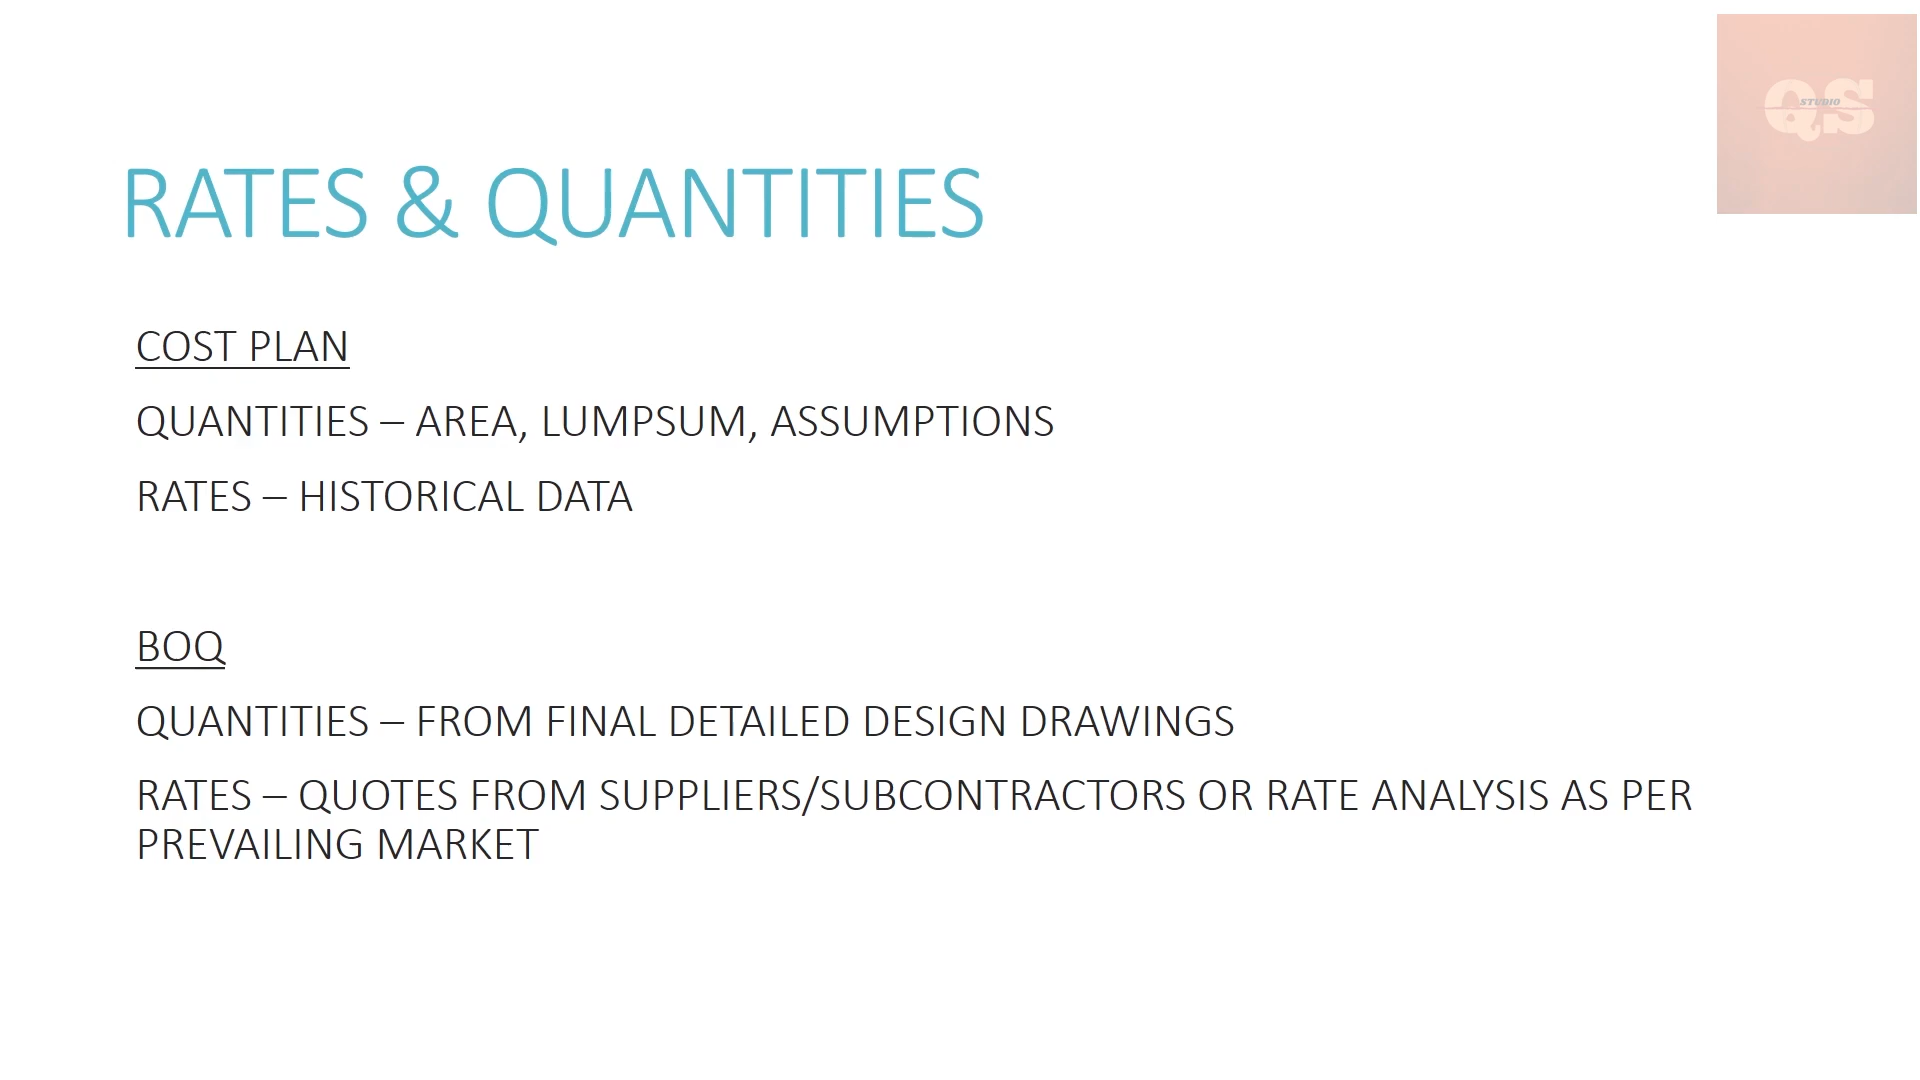 QS
STUDIO
RATES & QUANTITIES
COST PLAN
QUANTITIES – AREA, LUMPSUM, ASSUMPTIONS
RATES – HISTORICAL DATA
BOQ
QUANTITIES – FROM FINAL DETAILED DESIGN DRAWINGS
RATES – QUOTES FROM SUPPLIERS/SUBCONTRACTORS OR RATE ANALYSIS AS PER
PREVAILING MARKET